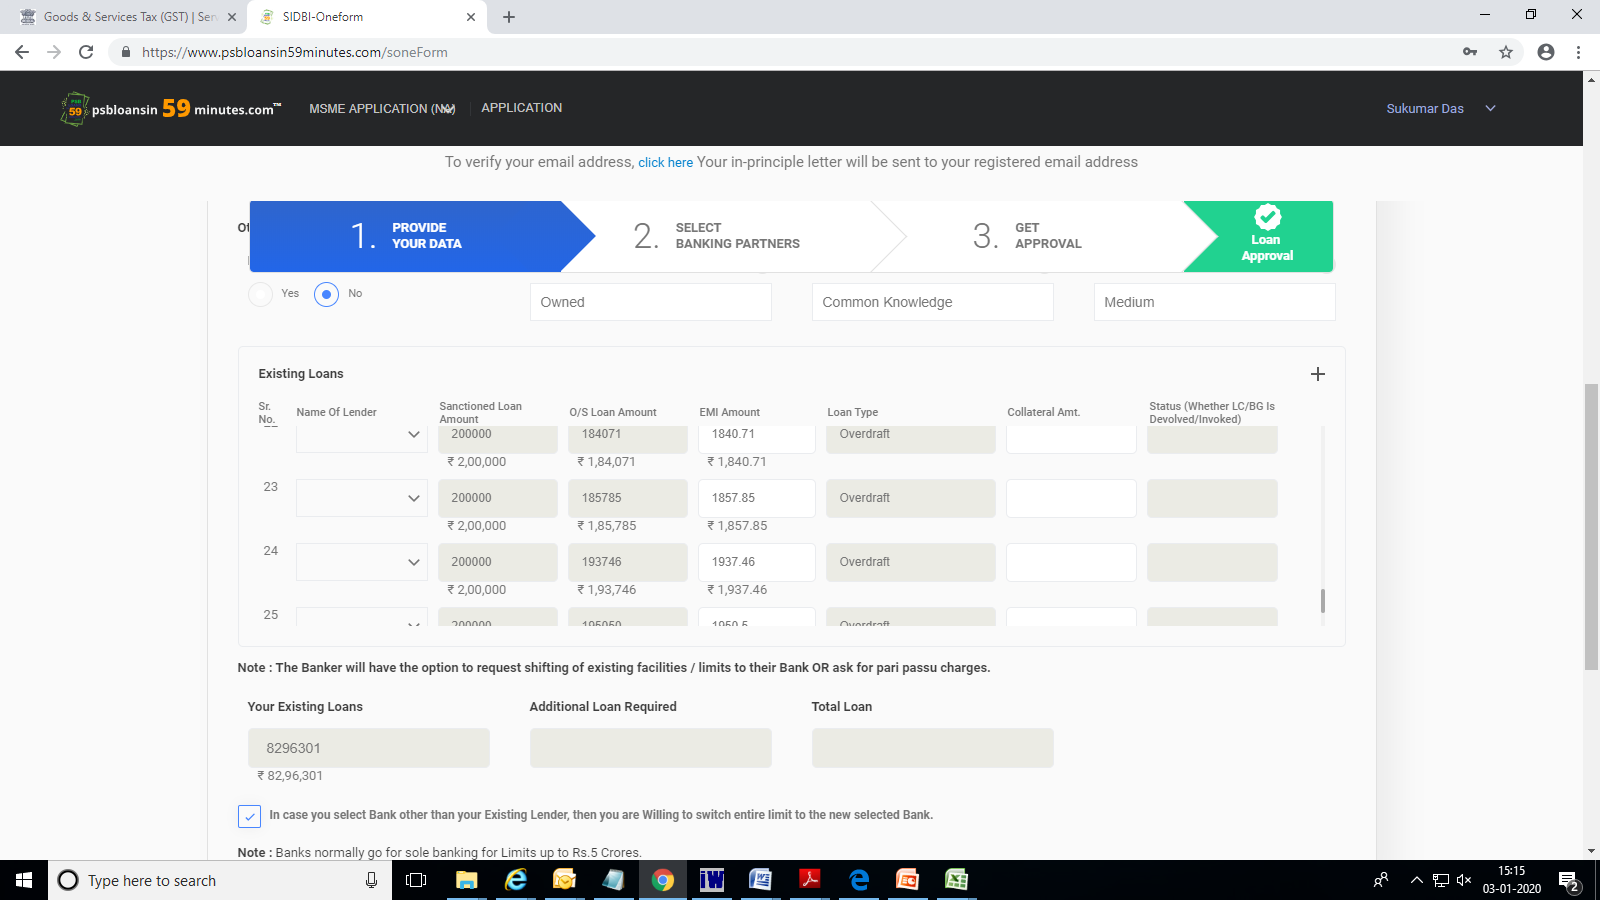 Goods & Services Tax (GST) | Ser
SIDBI-Oneform
https://www.psbloansin59minutes.com/soneForm
psbloansin 59 minutes.com™
MSME APPLICATION (NW)
APPLICATION
Sukumar Das
To verify your email address, click here Your in-principle letter will be sent to your registered email address
1. PROVIDE YOUR DATA
2. SELECT BANKING PARTNERS
3. GET APPROVAL
Loan Approval
Yes No
Owned
Common Knowledge
Medium
Existing Loans
Sr. No. Name Of Lender Sanctioned Loan Amount O/S Loan Amount EMI Amount Loan Type Collateral Amt. Status (Whether LC/BG Is Devolved/Invoked)
200000 184071 1840.71 Overdraft
₹ 2,00,000 ₹ 1,84,071 ₹ 1,840.71
23 200000 185785 1857.85 Overdraft
₹ 2,00,000 ₹ 1,85,785 ₹ 1,857.85
24 200000 193746 1937.46 Overdraft
₹ 2,00,000 ₹ 1,93,746 ₹ 1,937.46
25 200000 195050 1950.5 Overdraft
Note : The Banker will have the option to request shifting of existing facilities / limits to their Bank OR ask for pari passu charges.
Your Existing Loans Additional Loan Required Total Loan
8296301
₹ 82,96,301
In case you select Bank other than your Existing Lender, then you are Willing to switch entire limit to the new selected Bank.
Note : Banks normally go for sole banking for Limits up to Rs.5 Crores.
Type here to search
15:15
03-01-2020
2